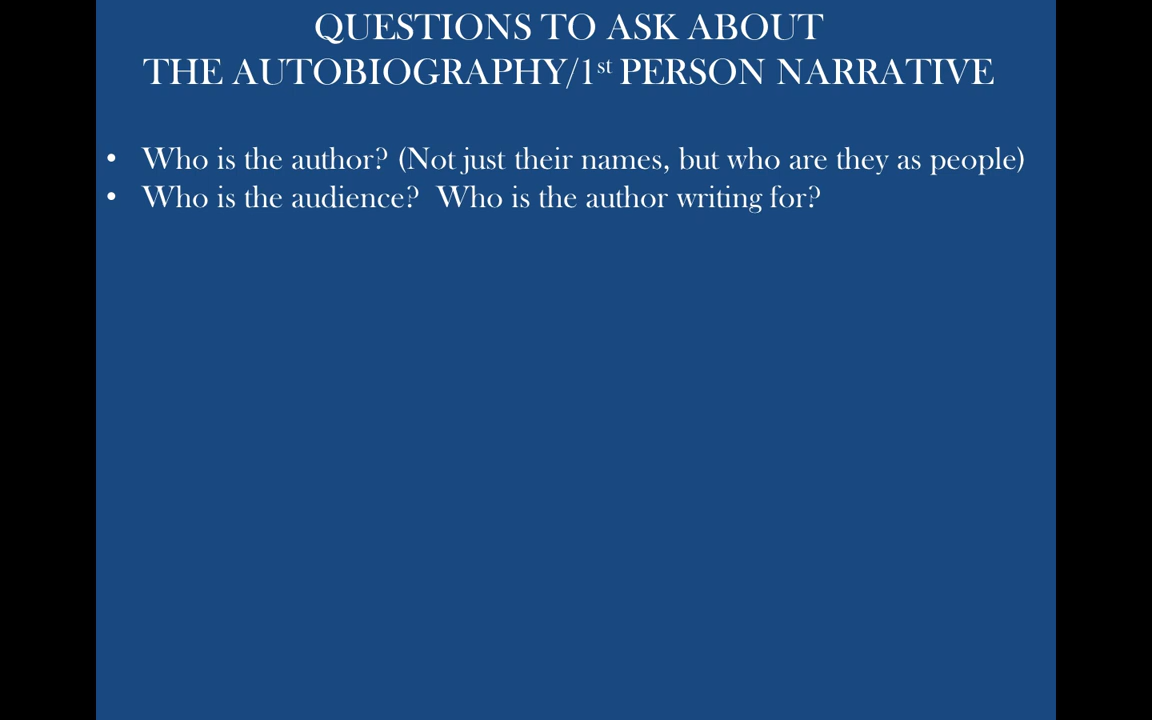 QUESTIONS TO ASK ABOUT
THE AUTOBIOGRAPHY/1st PERSON NARRATIVE
• Who is the author? (Not just their names, but who are they as people)
• Who is the audience?  Who is the author writing for?